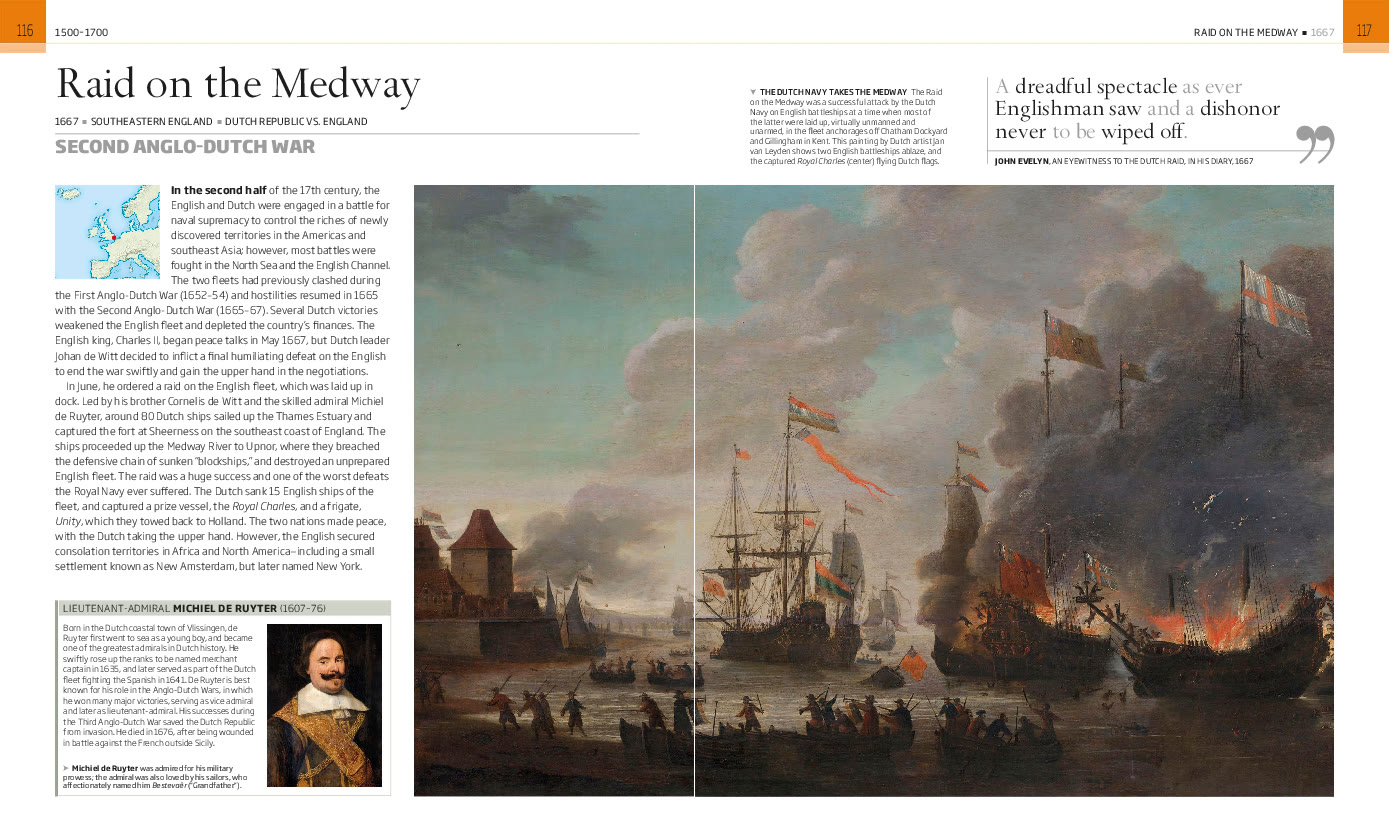 116
1500–1700
RAID ON THE MEDWAY ■ 1667
117
Raid on the Medway
1667 ■ SOUTHEASTERN ENGLAND ■ DUTCH REPUBLIC VS. ENGLAND
SECOND ANGLO-DUTCH WAR
▼ THE DUTCH NAVY TAKES THE MEDWAY The Raid
on the Medway was a successful attack by the Dutch
Navy on English battleships at a time when most of
the latter were laid up, virtually unmanned and
unarmed, in the fleet anchorages off Chatham Dockyard
and Gillingham in Kent. This painting by Dutch artist Jan
van Leyden shows two English battleships ablaze, and
the captured Royal Charles (center) flying Dutch flags.
A dreadful spectacle as ever
Englishman saw and a dishonor
never to be wiped off.
”
JOHN EVELYN, AN EYEWITNESS TO THE DUTCH RAID, IN HIS DIARY, 1667
In the second half of the 17th century, the
English and Dutch were engaged in a battle for
naval supremacy to control the riches of newly
discovered territories in the Americas and
southeast Asia; however, most battles were
fought in the North Sea and the English Channel.
The two fleets had previously clashed during
the First Anglo-Dutch War (1652–54) and hostilities resumed in 1665
with the Second Anglo-Dutch War (1665–67). Several Dutch victories
weakened the English fleet and depleted the country's finances. The
English king, Charles II, began peace talks in May 1667, but Dutch leader
Johan de Witt decided to inflict a final humiliating defeat on the English
to end the war swiftly and gain the upper hand in the negotiations.
In June, he ordered a raid on the English fleet, which was laid up in
dock. Led by his brother Cornelis de Witt and the skilled admiral Michiel
de Ruyter, around 80 Dutch ships sailed up the Thames Estuary and
captured the fort at Sheerness on the southeast coast of England. The
ships proceeded up the Medway River to Upnor, where they breached
the defensive chain of sunken "blockships," and destroyed an unprepared
English fleet. The raid was a huge success and one of the worst defeats
the Royal Navy ever suffered. The Dutch sank 15 English ships of the
fleet, and captured a prize vessel, the Royal Charles, and a frigate,
Unity, which they towed back to Holland. The two nations made peace,
with the Dutch taking the upper hand. However, the English secured
consolation territories in Africa and North America—including a small
settlement known as New Amsterdam, but later named New York.
LIEUTENANT-ADMIRAL MICHIEL DE RUYTER (1607–76)
Born in the Dutch coastal town of Vlissingen, de
Ruyter first went to sea as a young boy, and became
one of the greatest admirals in Dutch history. He
swiftly rose up the ranks to be named merchant
captain in 1635, and later served as part of the Dutch
fleet fighting the Spanish in 1641. De Ruyter is best
known for his role in the Anglo-Dutch Wars, in which
he won many major victories, serving as vice admiral
and later as lieutenant-admiral. His successes during
the Third Anglo-Dutch War saved the Dutch Republic
from invasion. He died in 1676, after being wounded
in battle against the French outside Sicily.
► Michiel de Ruyter was admired for his military
prowess; the admiral was also loved by his sailors, who
affectionately named him Bestevaêr ("Grandfather").